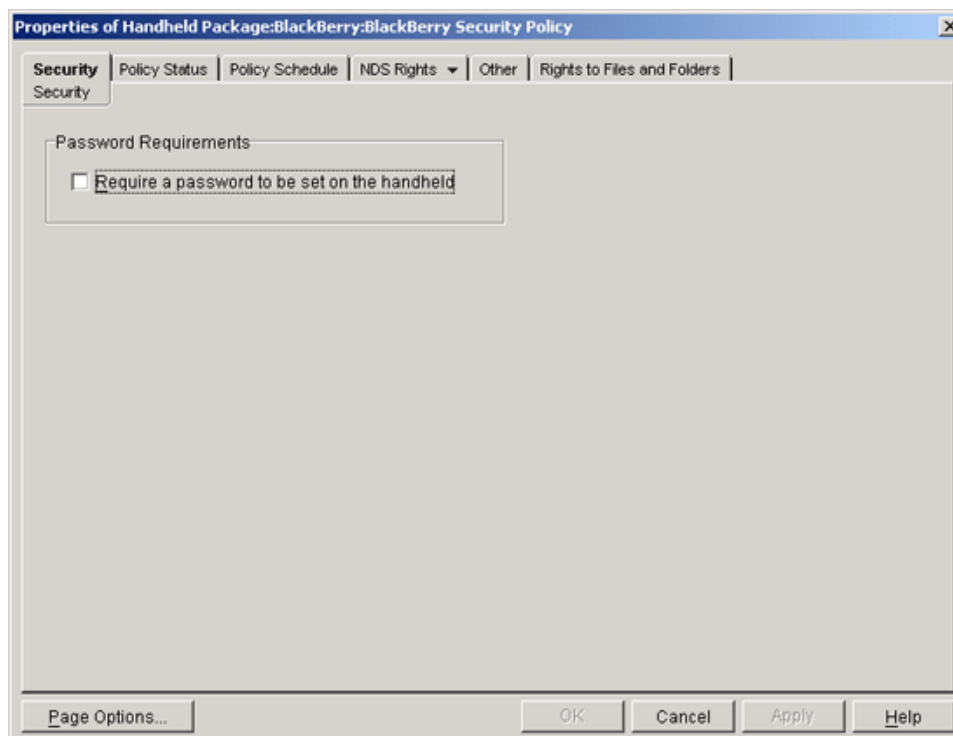 Properties of Handheld Package:BlackBerry:BlackBerry Security Policy
Security Policy Status Policy Schedule NDS Rights Other Rights to Files and Folders
Security
Password Requirements
Require a password to be set on the handheld
Page Options... OK Cancel Apply Help